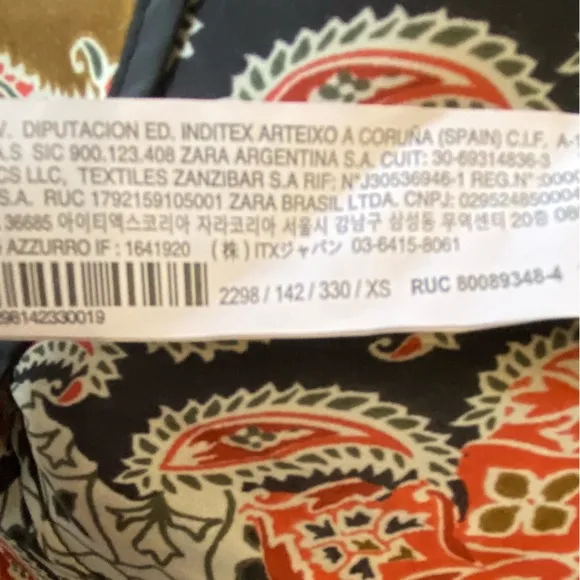 V. DIPUTACION ED. INDITEX ARTEIXO A CORUÑA (SPAIN) C.I.F. A-1
A.S SIC 900.123.408 ZARA ARGENTINA S.A. CUIT: 30-69314836-3
CS LLC, TEXTILES ZANZIBAR S.A RIF: N°J30536946-1 REG.N°:0000
S.A. RUC 1792159105001 ZARA BRASIL LTDA. CNPJ: 029524850004
36685 아이티엑스코리아 자라코리아 서울시 강남구 삼성동 무역센터 20층 08
AZZURRO IF : 1641920 (株) ITXジャパン 03-6415-8061
2298 / 142 / 330 / XS RUC 80089348-4
298142330019